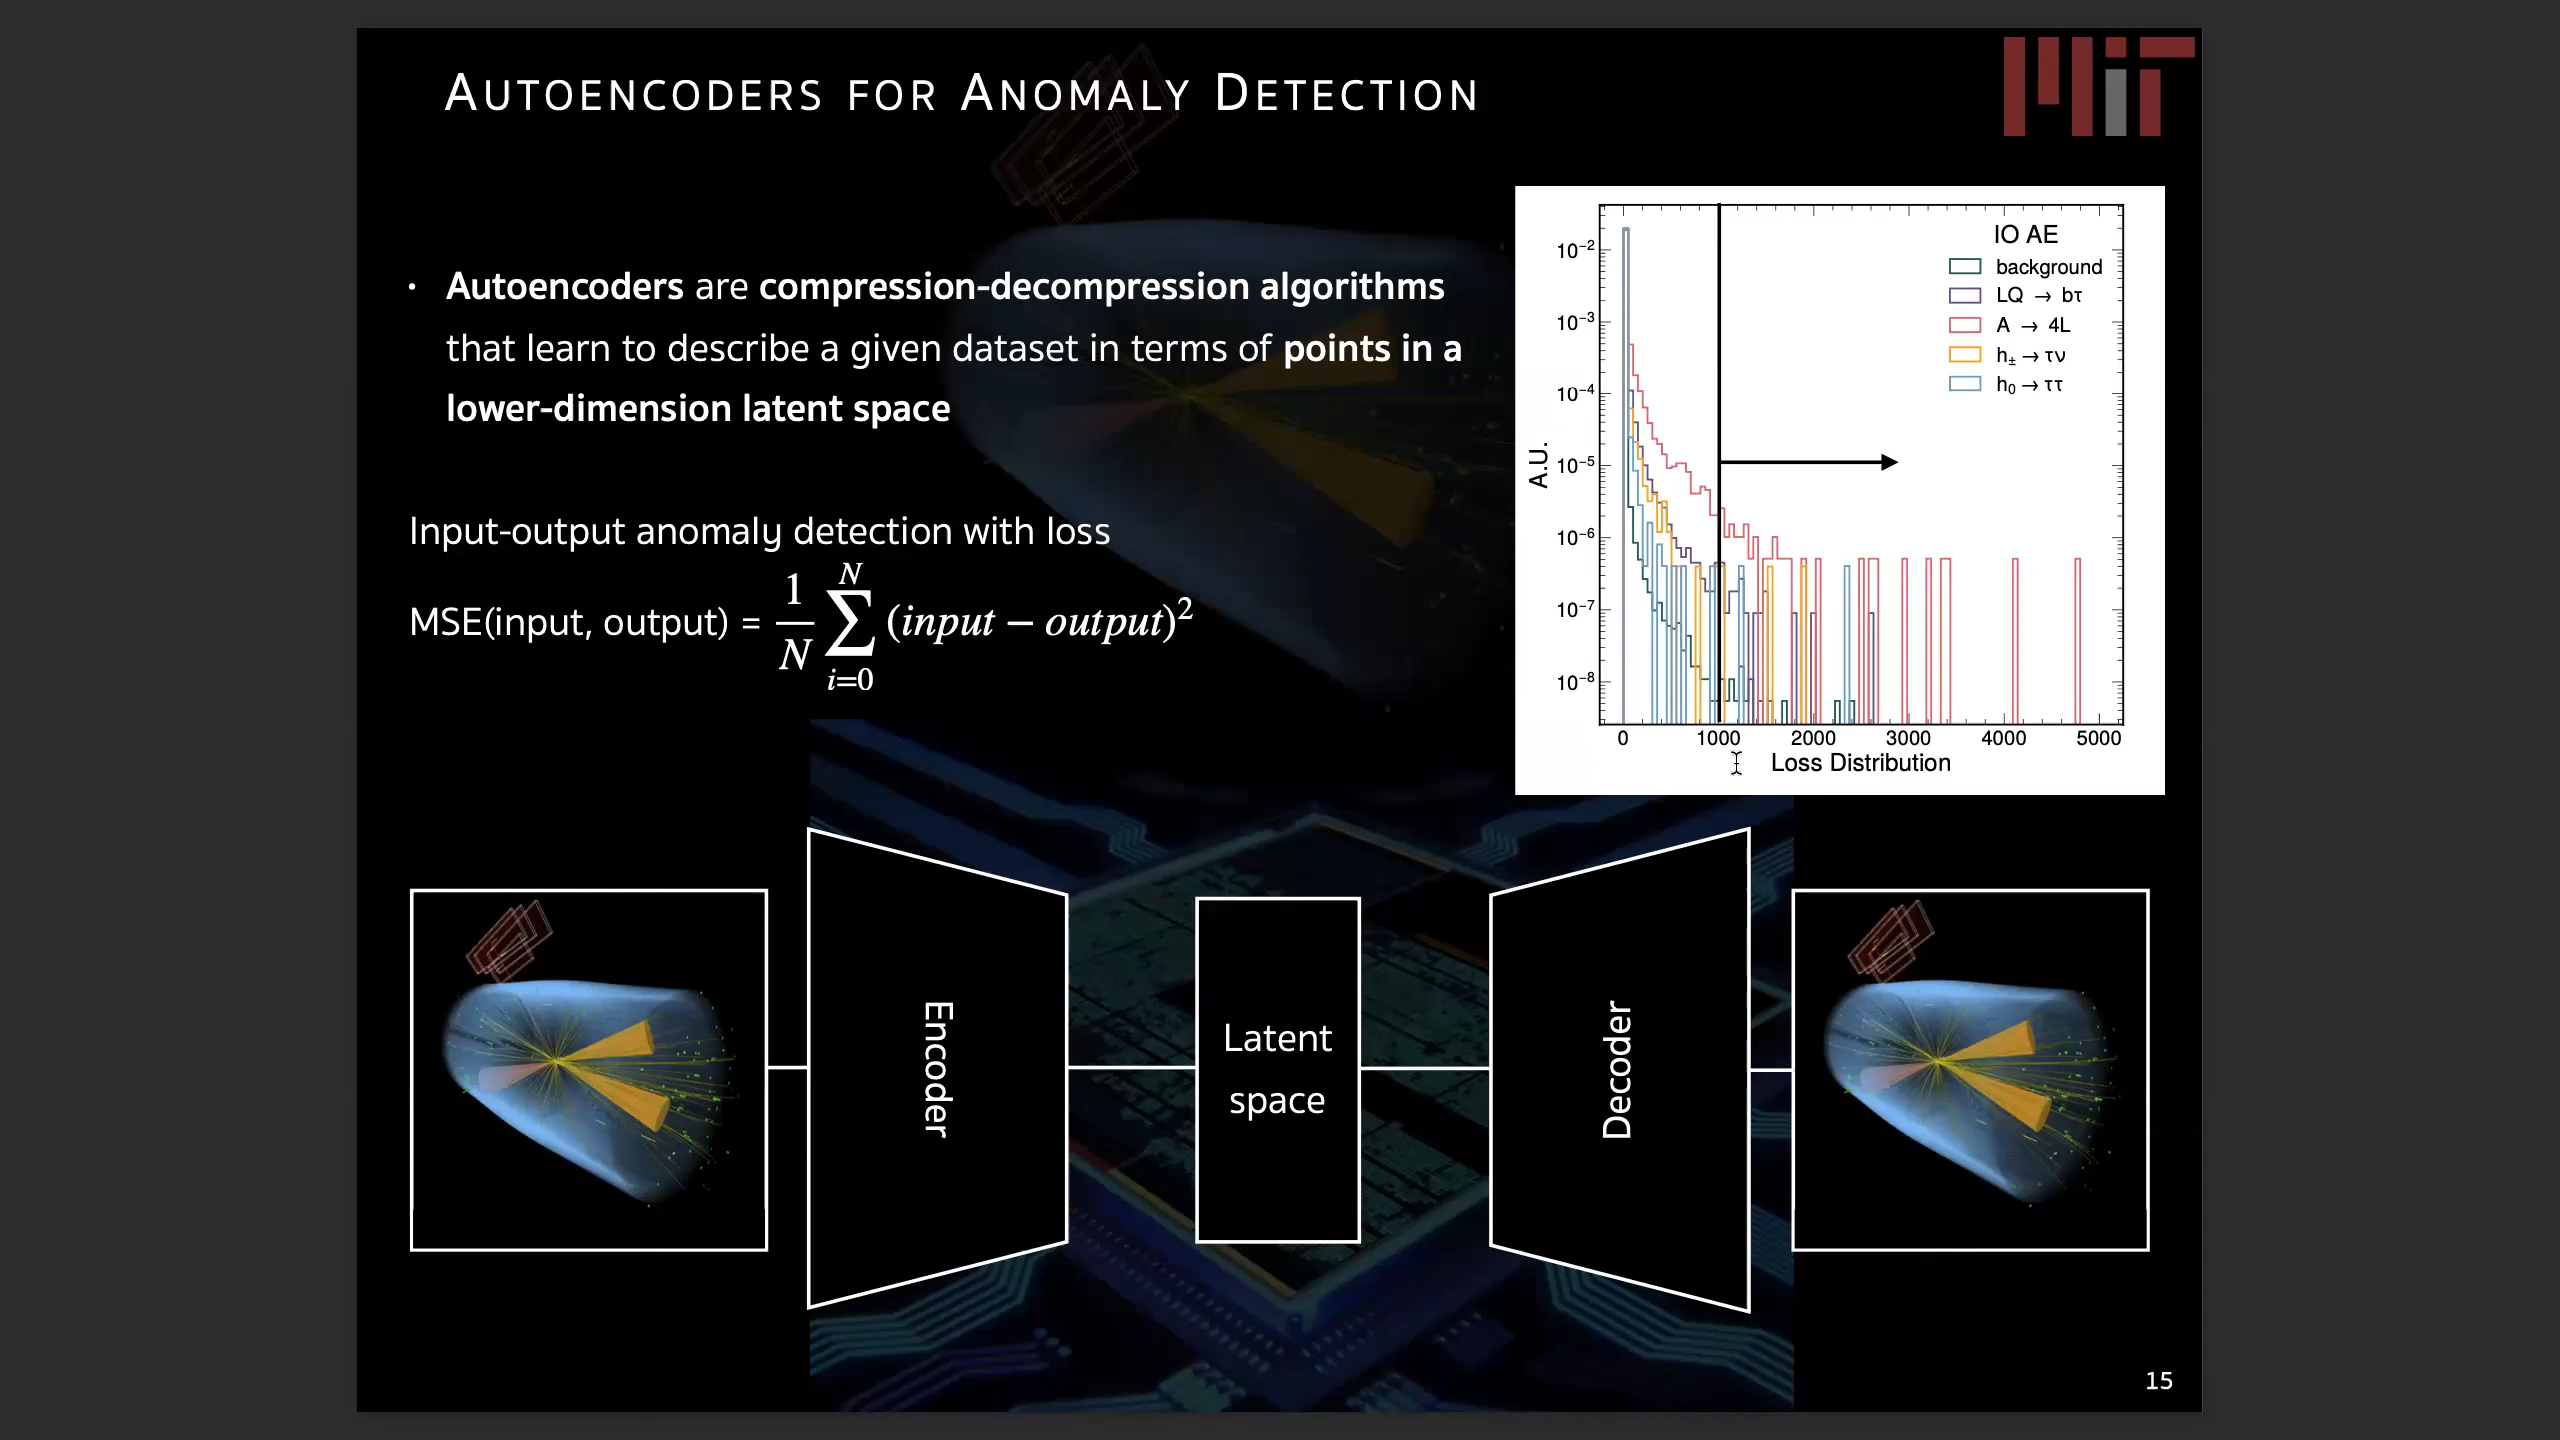 AUTOENCODERS FOR ANOMALY DETECTION
MiT
• Autoencoders are compression-decompression algorithms
that learn to describe a given dataset in terms of points in a
lower-dimension latent space
Input-output anomaly detection with loss
MSE(input, output) = \frac{1}{N} \sum_{i=0}^{N} (input − output)²
IO AE
background
LQ → bτ
A → 4L
h± → τν
h₀ → ττ
A.U.
10⁻²
10⁻³
10⁻⁴
10⁻⁵
10⁻⁶
10⁻⁷
10⁻⁸
0 1000 2000 3000 4000 5000
Loss Distribution
Encoder
Latent
space
Decoder
15